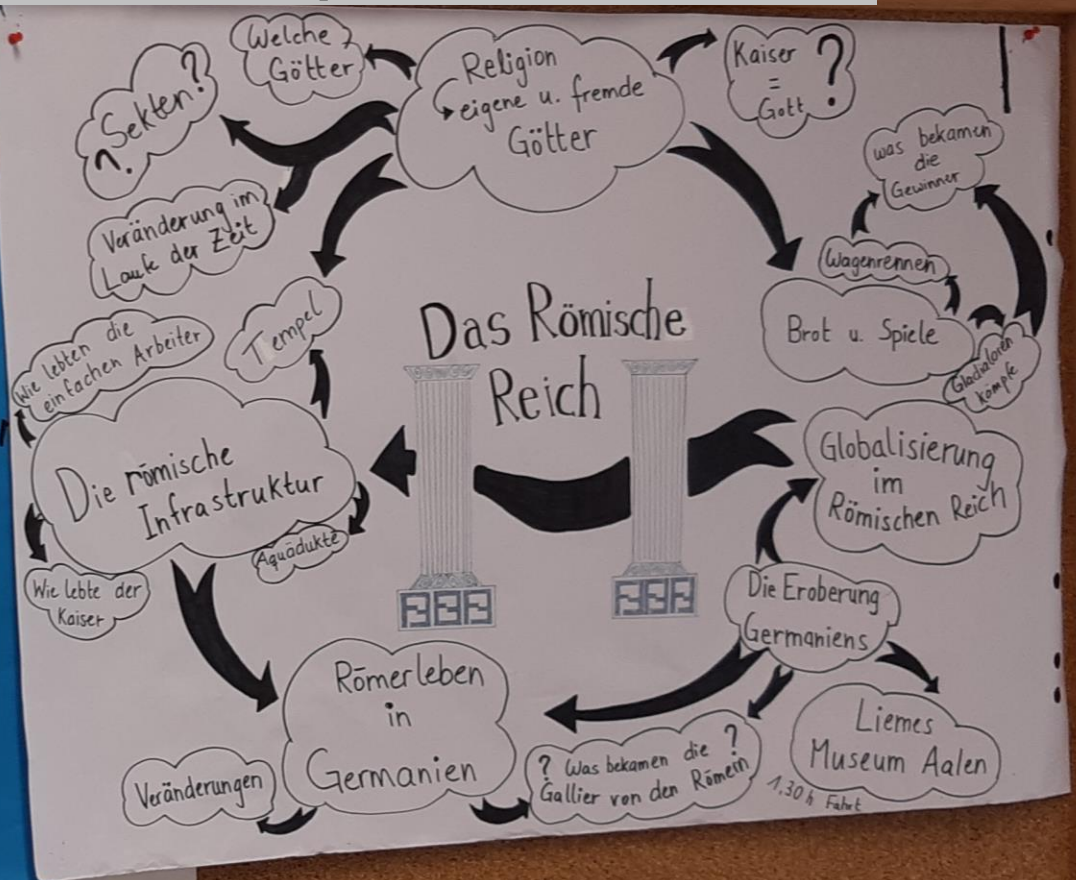 Welche
Götter
Religion
eigene u. fremde
Götter
Kaiser
=
Gott
?
? Sekten?
was bekamen
die
Gewinner
Veränderung im
Laufe der Zeit
Wagenrennen
Tempel
Das Römische
Reich
Brot u. Spiele
Gladiatoren
kämpfe
Wie lebten die
einfachen Arbeiter
Die römische
Infrastruktur
Globalisierung
im
Römischen Reich
Aquädukte
Wie lebte der
Kaiser
Die Eroberung
Germaniens
Römerleben
in
Germanien
Liemes
Museum Aalen
1.30 h Fahrt
? Was bekamen die ?
Gallier von den Römern
Veränderungen